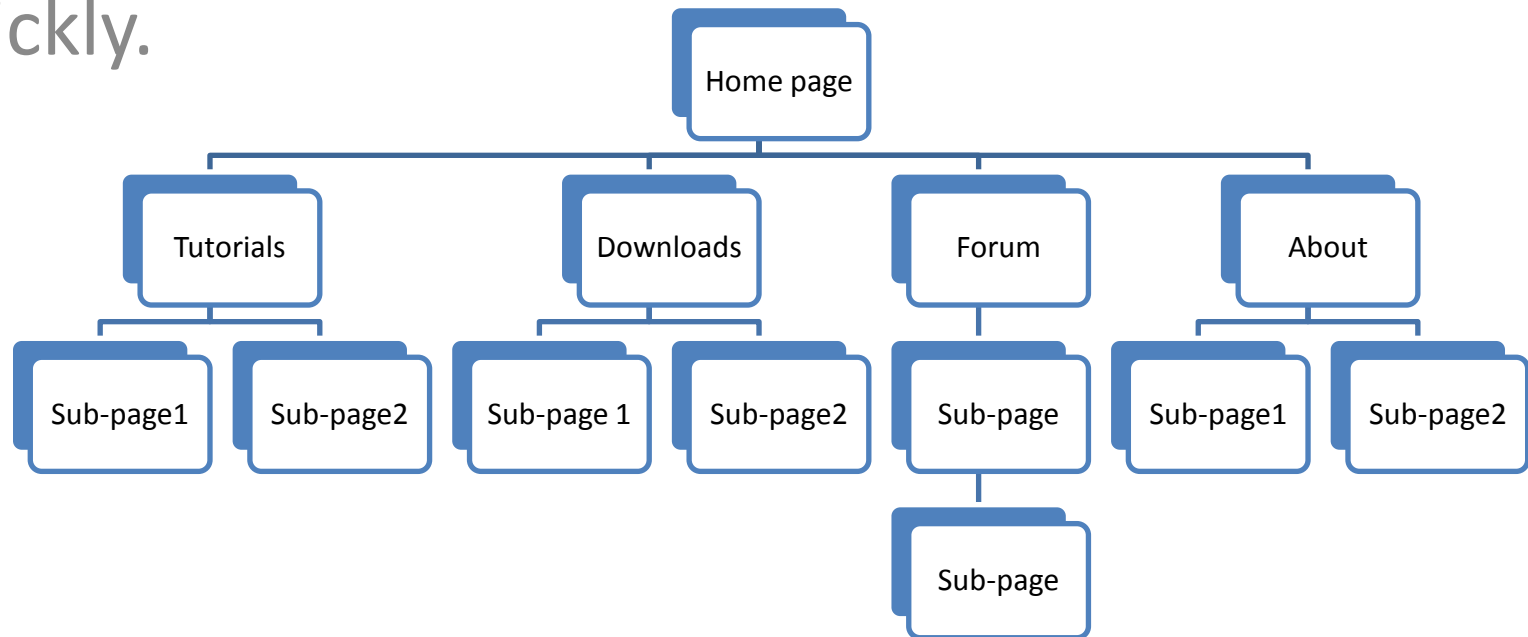 ckly.
Home page
Tutorials Downloads Forum About
Sub-page1 Sub-page2 Sub-page 1 Sub-page2 Sub-page Sub-page1 Sub-page2
Sub-page